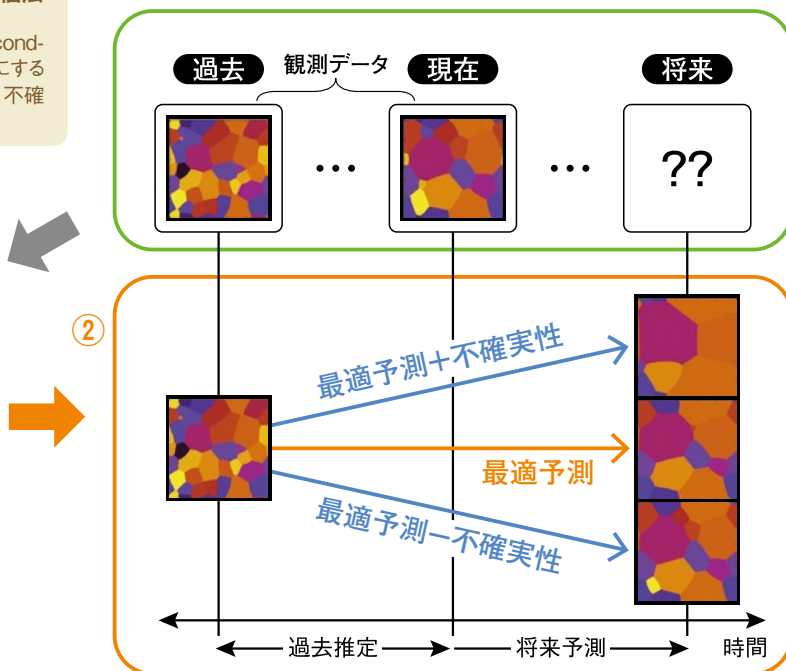 cond-
にする
不確
過去
観測データ
現在
将来
…
…
??
②
最適予測＋不確実性
最適予測
最適予測－不確実性
過去推定
将来予測
時間